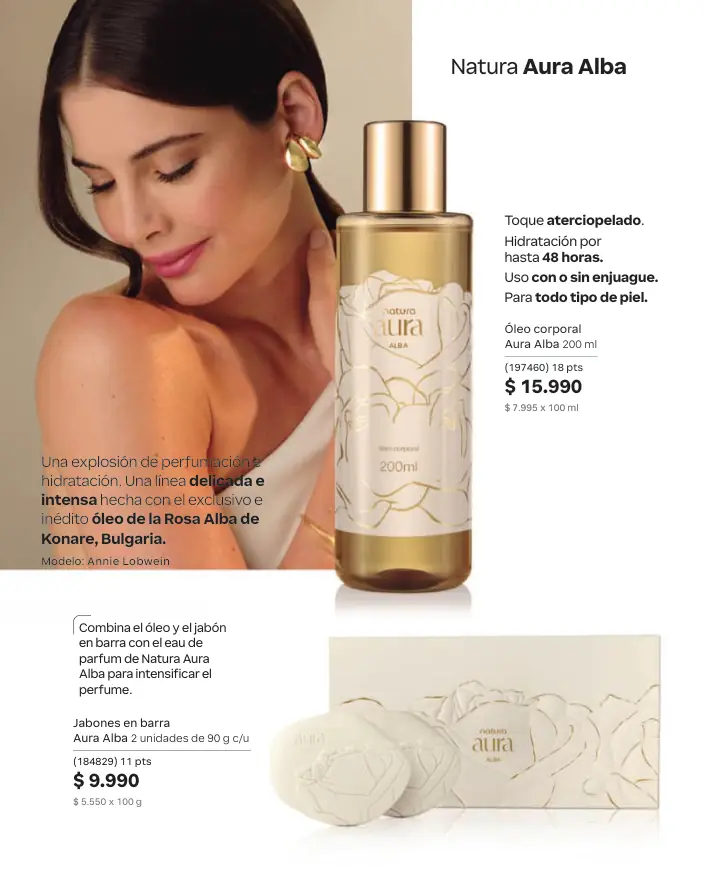 Natura Aura Alba
Toque aterciopelado.
Hidratación por
hasta 48 horas.
Uso con o sin enjuague.
Para todo tipo de piel.
Óleo corporal
Aura Alba 200 ml
(197460) 18 pts
$ 15.990
$ 7.995 x 100 ml
natura
aura
ALBA
óleo corporal
200ml
Una explosión de perfumación e
hidratación. Una línea delicada e
intensa hecha con el exclusivo e
inédito óleo de la Rosa Alba de
Konare, Bulgaria.
Modelo: Annie Lobwein
Combina el óleo y el jabón
en barra con el eau de
parfum de Natura Aura
Alba para intensificar el
perfume.
Jabones en barra
Aura Alba 2 unidades de 90 g c/u
(184829) 11 pts
$ 9.990
$ 5.550 x 100 g
aura
natura
aura
ALBA